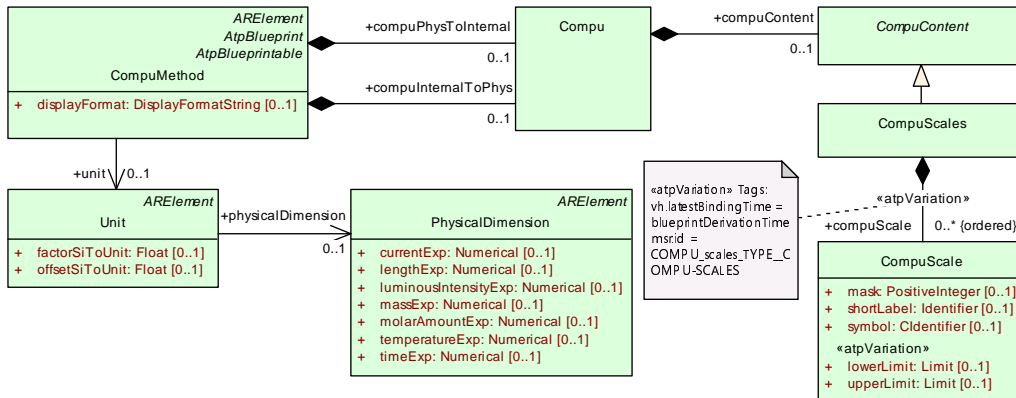 ARElement
AtpBlueprint
AtpBlueprintable
CompuMethod
+ displayFormat: DisplayFormatString [0..1]
+compuPhysToInternal
0..1
+compuInternalToPhys
0..1
Compu
+compuContent
0..1
CompuContent
CompuScales
+unit
0..1
ARElement
Unit
+ factorSiToUnit: Float [0..1]
+ offsetSiToUnit: Float [0..1]
+physicalDimension
0..1
ARElement
PhysicalDimension
+ currentExp: Numerical [0..1]
+ lengthExp: Numerical [0..1]
+ luminousIntensityExp: Numerical [0..1]
+ massExp: Numerical [0..1]
+ molarAmountExp: Numerical [0..1]
+ temperatureExp: Numerical [0..1]
+ timeExp: Numerical [0..1]
«atpVariation» Tags:
vh.latestBindingTime =
blueprintDerivationTime
msr.id =
COMPU_scales_TYPE__C
OMPU-SCALES
«atpVariation»
+compuScale
0..* {ordered}
CompuScale
+ mask: PositiveInteger [0..1]
+ shortLabel: Identifier [0..1]
+ symbol: CIdentifier [0..1]
«atpVariation»
+ lowerLimit: Limit [0..1]
+ upperLimit: Limit [0..1]